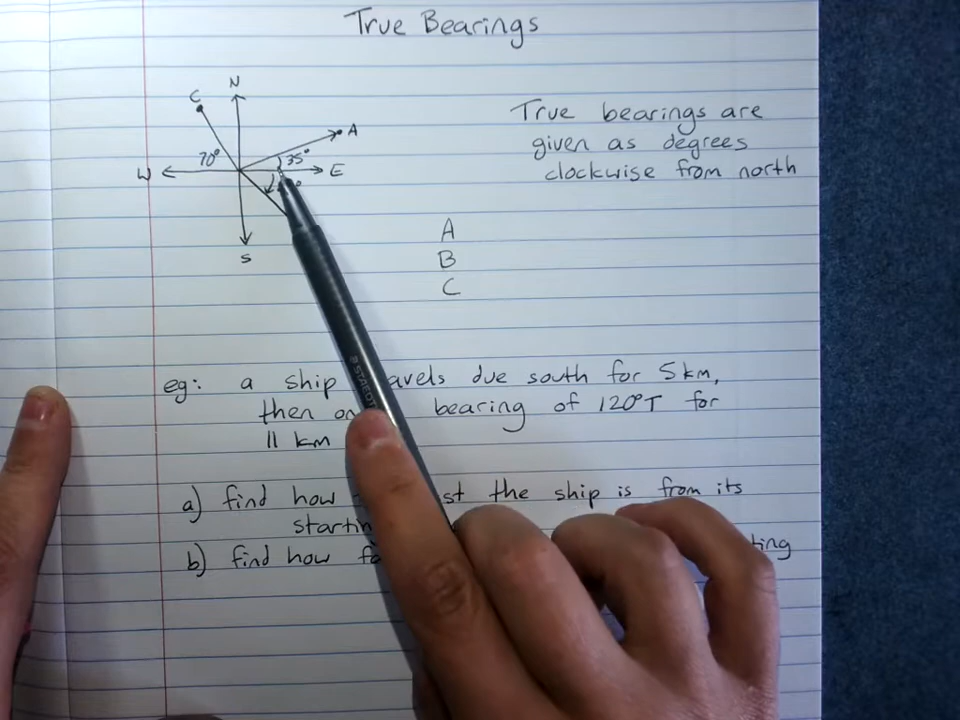 True Bearings
N
C
A
70°
35°
W
E
S
True bearings are
given as degrees
clockwise from north
A
B
C
eg: a ship avels due south for 5km,
then on bearing of 120°T for
11 km
a) find how st the ship is from its
startin
b) find how ting
STAEDT